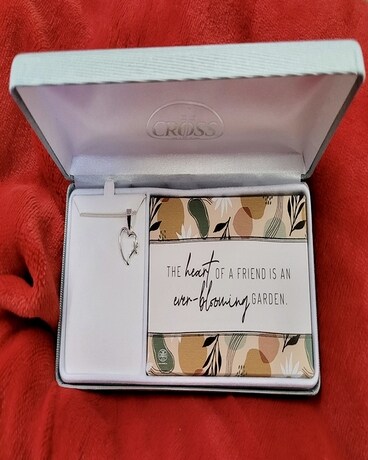 CROSS
THE heart OF A FRIEND IS AN
ever-blooming GARDEN.